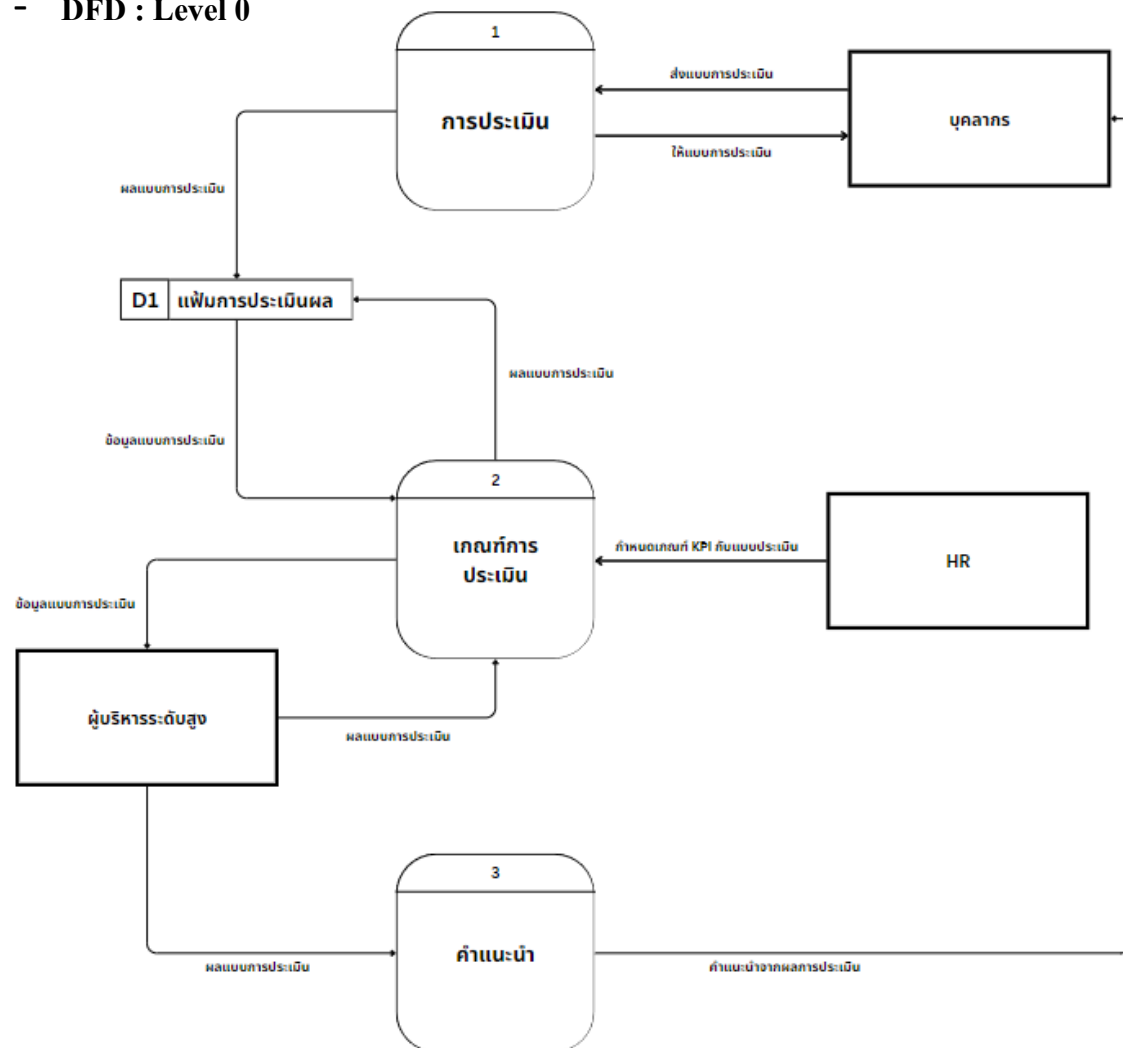 - DFD : Level 0
1
การประเมิน
ส่งแบบการประเมิน
ให้แบบการประเมิน
บุคลากร
ผลแบบการประเมิน
D1 แฟ้มการประเมินผล
ผลแบบการประเมิน
ข้อมูลแบบการประเมิน
2
เกณฑ์การ
ประเมิน
กำหนดเกณฑ์ KPI กับแบบประเมิน
HR
ข้อมูลแบบการประเมิน
ผู้บริหารระดับสูง
ผลแบบการประเมิน
3
คำแนะนำ
ผลแบบการประเมิน
คำแนะนำจากผลการประเมิน